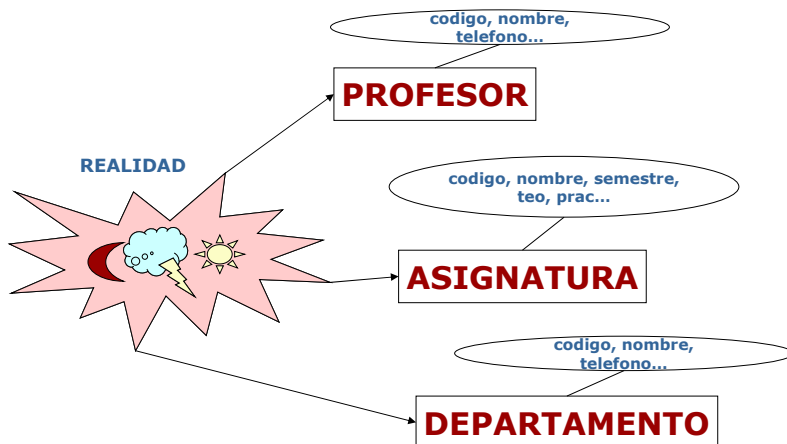 codigo, nombre,
telefono...
PROFESOR
REALIDAD
codigo, nombre, semestre,
teo, prac...
ASIGNATURA
codigo, nombre,
telefono...
DEPARTAMENTO